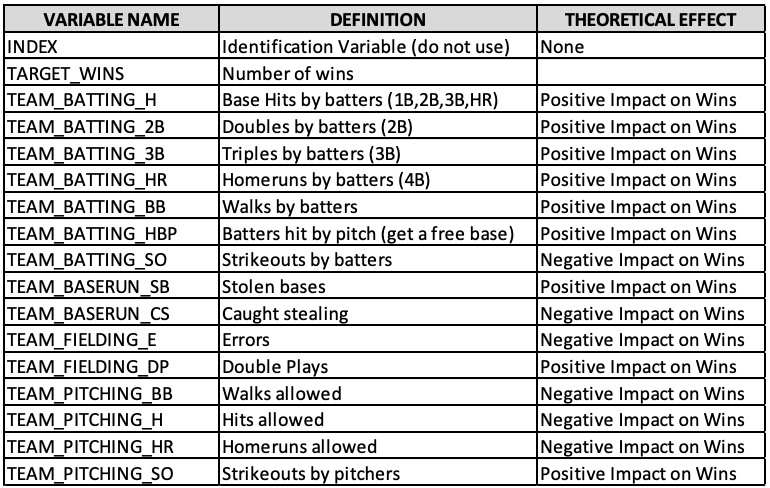 VARIABLE NAME DEFINITION THEORETICAL EFFECT
INDEX Identification Variable (do not use) None
TARGET_WINS Number of wins
TEAM_BATTING_H Base Hits by batters (1B,2B,3B,HR) Positive Impact on Wins
TEAM_BATTING_2B Doubles by batters (2B) Positive Impact on Wins
TEAM_BATTING_3B Triples by batters (3B) Positive Impact on Wins
TEAM_BATTING_HR Homeruns by batters (4B) Positive Impact on Wins
TEAM_BATTING_BB Walks by batters Positive Impact on Wins
TEAM_BATTING_HBP Batters hit by pitch (get a free base) Positive Impact on Wins
TEAM_BATTING_SO Strikeouts by batters Negative Impact on Wins
TEAM_BASERUN_SB Stolen bases Positive Impact on Wins
TEAM_BASERUN_CS Caught stealing Negative Impact on Wins
TEAM_FIELDING_E Errors Negative Impact on Wins
TEAM_FIELDING_DP Double Plays Positive Impact on Wins
TEAM_PITCHING_BB Walks allowed Negative Impact on Wins
TEAM_PITCHING_H Hits allowed Negative Impact on Wins
TEAM_PITCHING_HR Homeruns allowed Negative Impact on Wins
TEAM_PITCHING_SO Strikeouts by pitchers Positive Impact on Wins